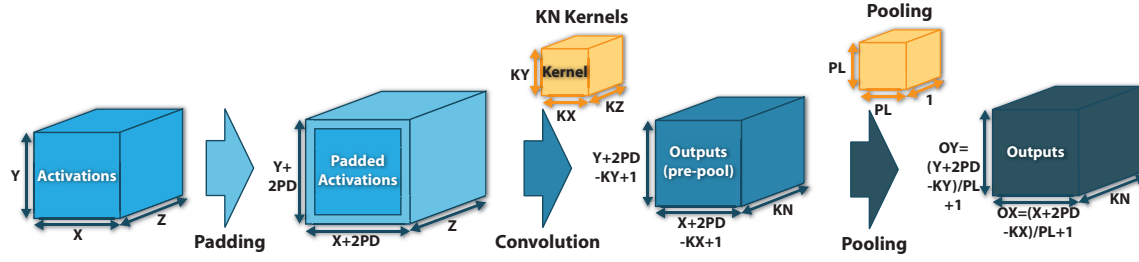 Y
Activations
X
Z
Padding
Y+
2PD
Padded
Activations
X+2PD
Z
KN Kernels
KY
Kernel
KX
KZ
Convolution
Y+2PD
-KY+1
Outputs
(pre-pool)
X+2PD
-KX+1
KN
Pooling
PL
PL
1
Pooling
OY=
(Y+2PD
-KY)/PL
+1
Outputs
OX=(X+2PD
-KX)/PL+1
KN